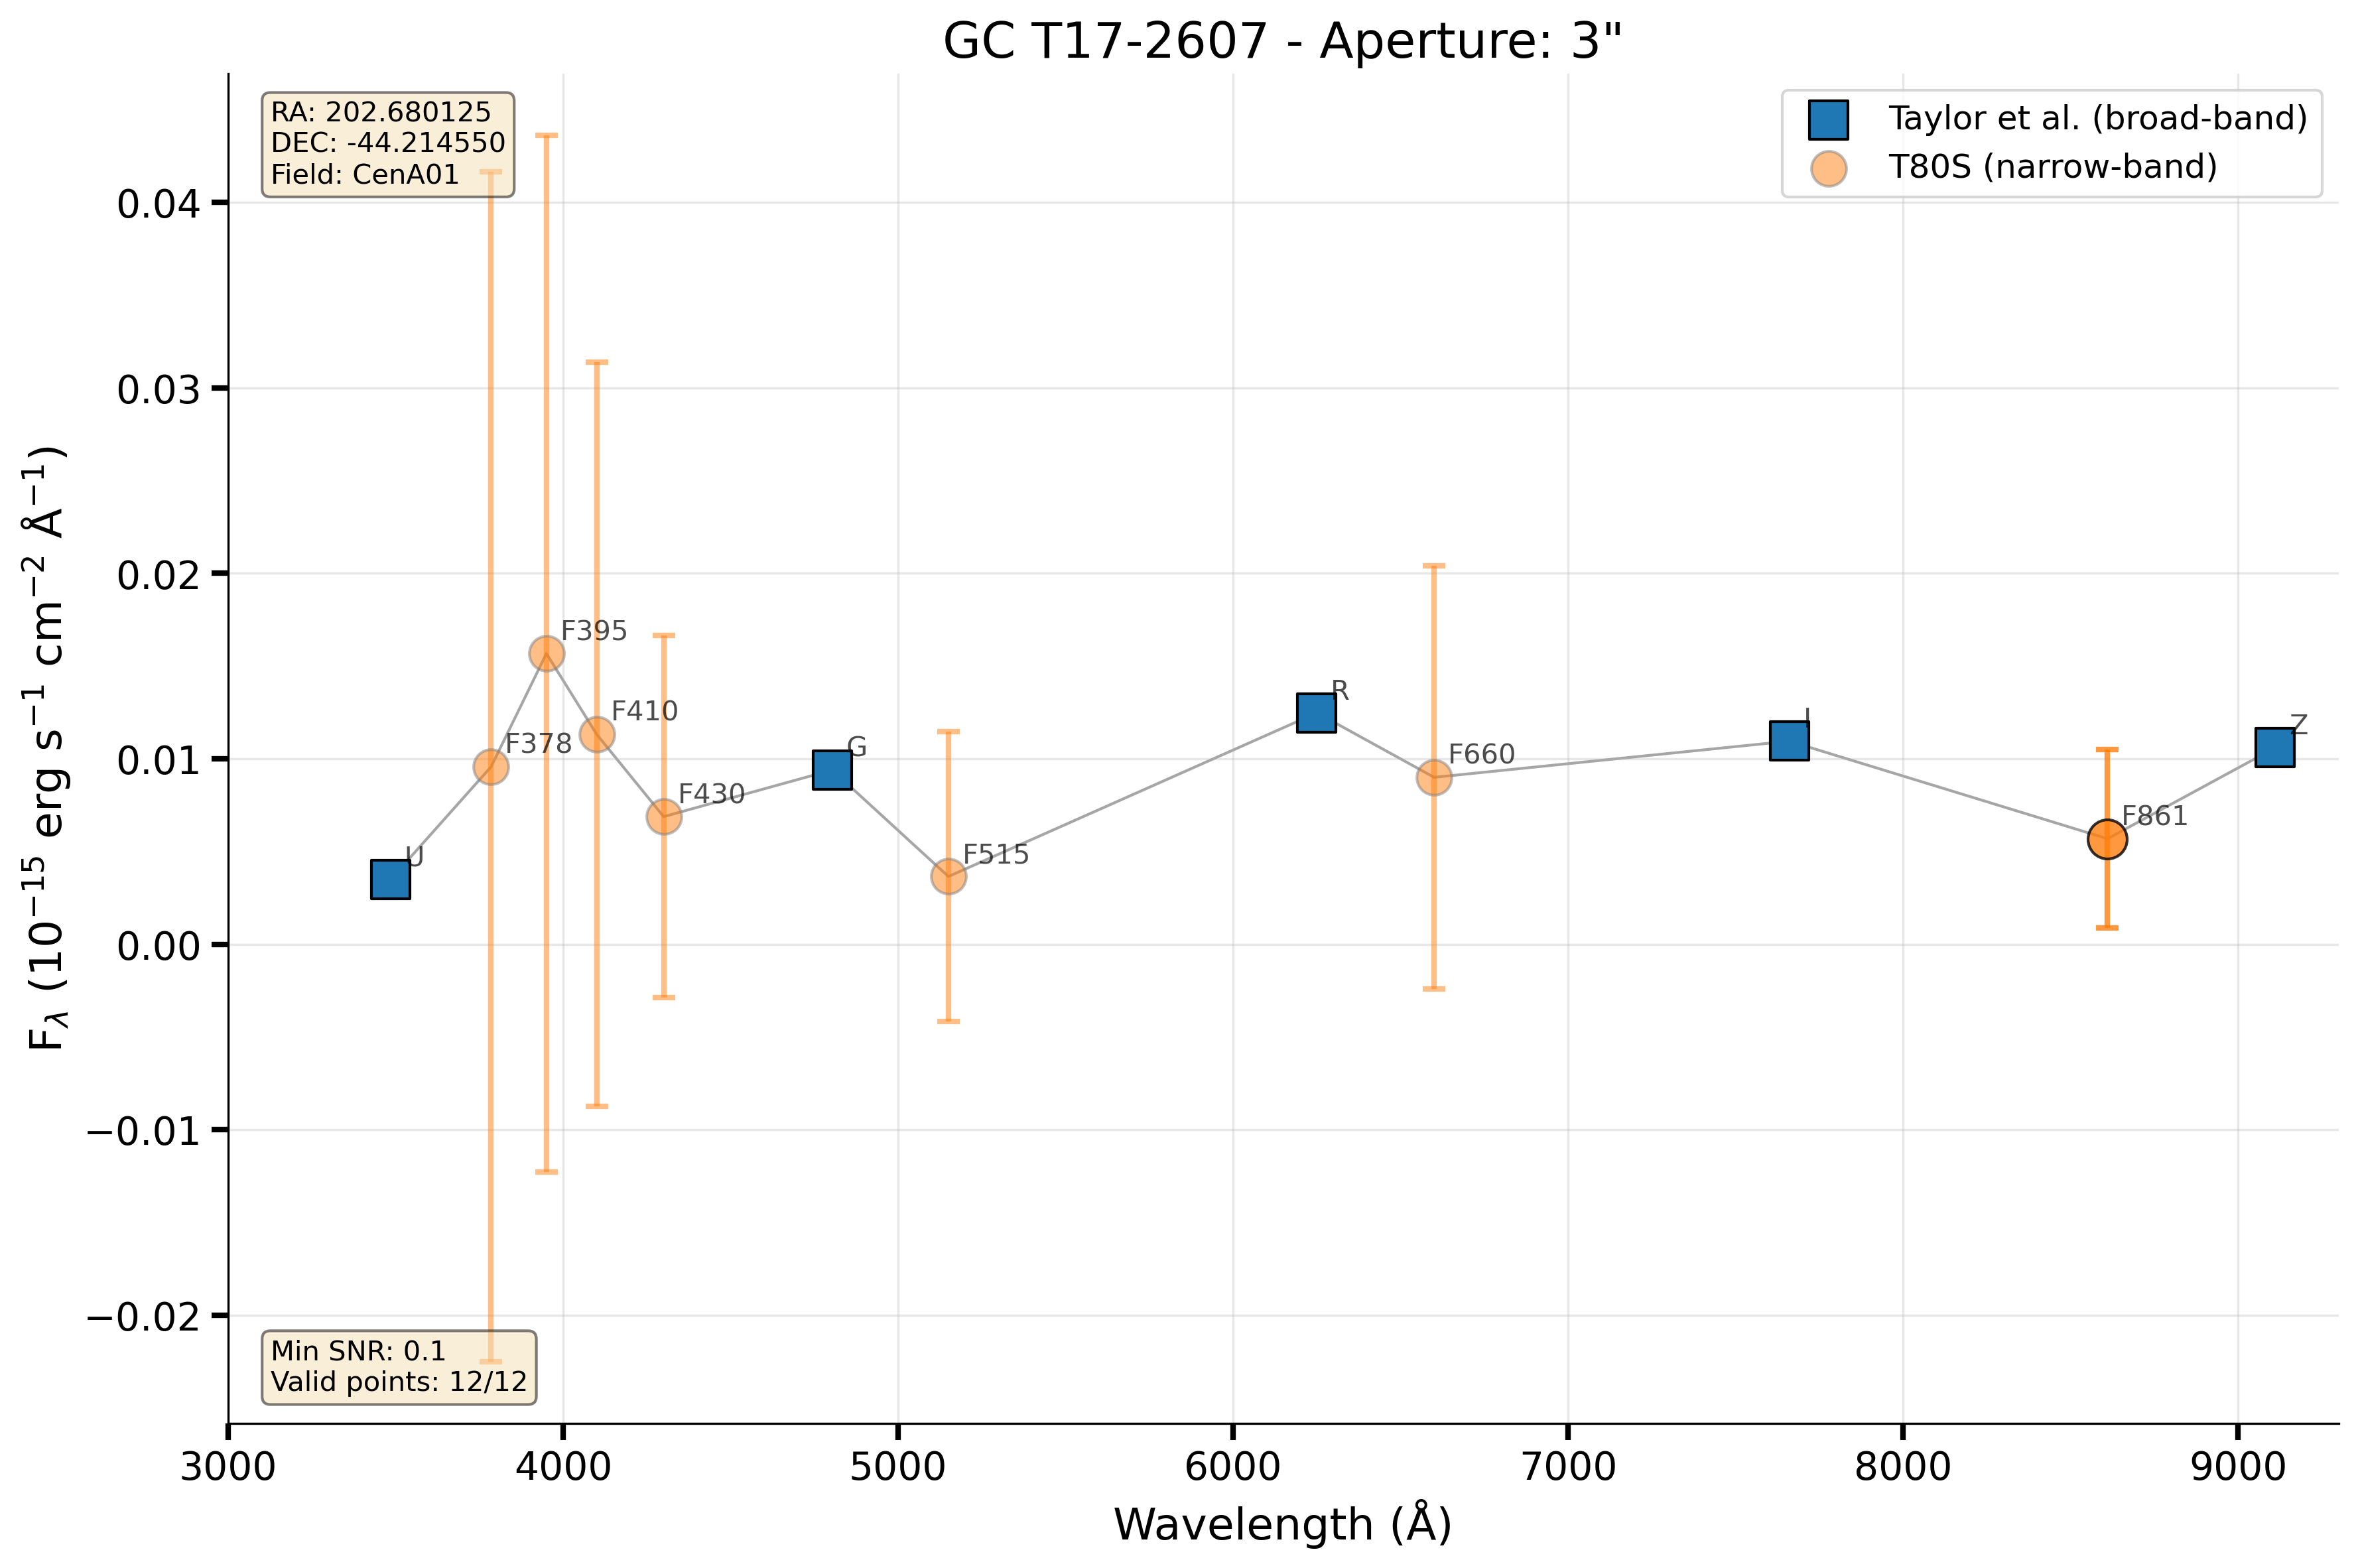 GC T17-2607 - Aperture: 3"
RA: 202.680125
DEC: -44.214550
Field: CenA01
Taylor et al. (broad-band)
T80S (narrow-band)
0.04
0.03
0.02
0.01
0.00
−0.01
−0.02
F_λ (10⁻¹⁵ erg s⁻¹ cm⁻² Å⁻¹)
U
F378
F395
F410
F430
G
F515
R
F660
I
F861
Z
Min SNR: 0.1
Valid points: 12/12
3000 4000 5000 6000 7000 8000 9000
Wavelength (Å)